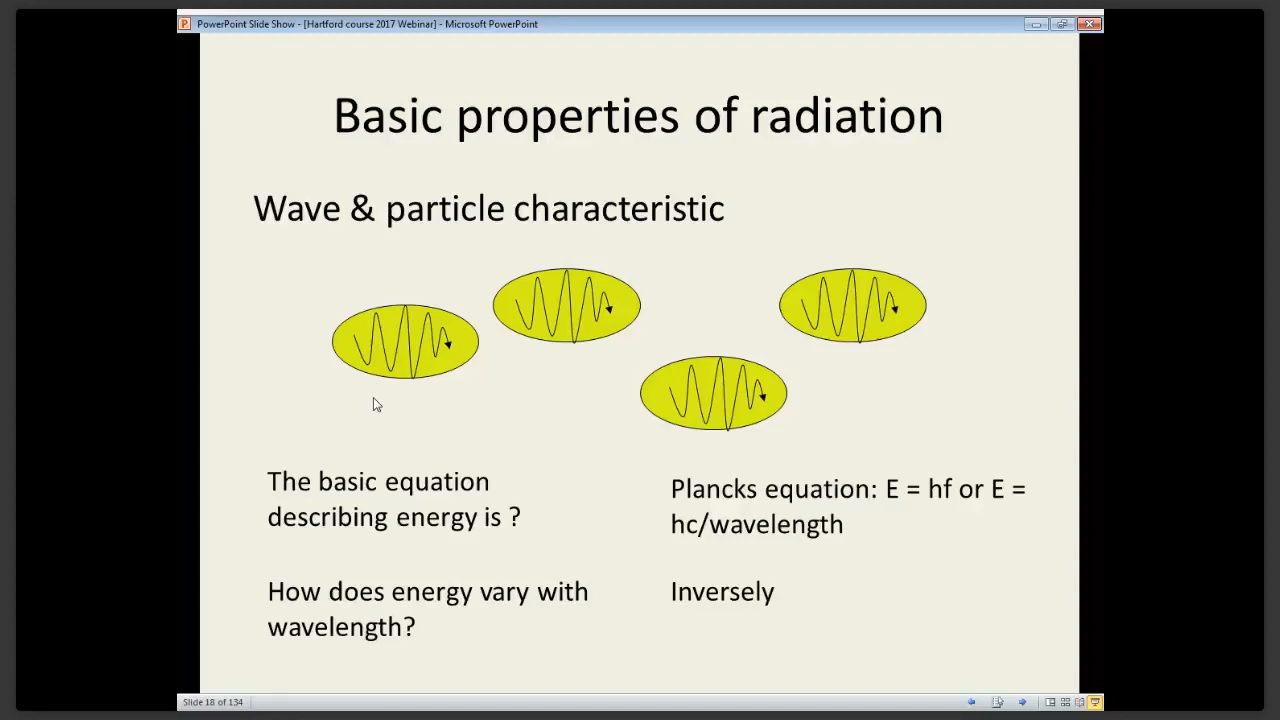 PowerPoint Slide Show - [Hartford course 2017 Webinar] - Microsoft PowerPoint
Basic properties of radiation
Wave & particle characteristic
The basic equation
describing energy is ?
Plancks equation: E = hf or E =
hc/wavelength
How does energy vary with
wavelength?
Inversely
Slide 18 of 134